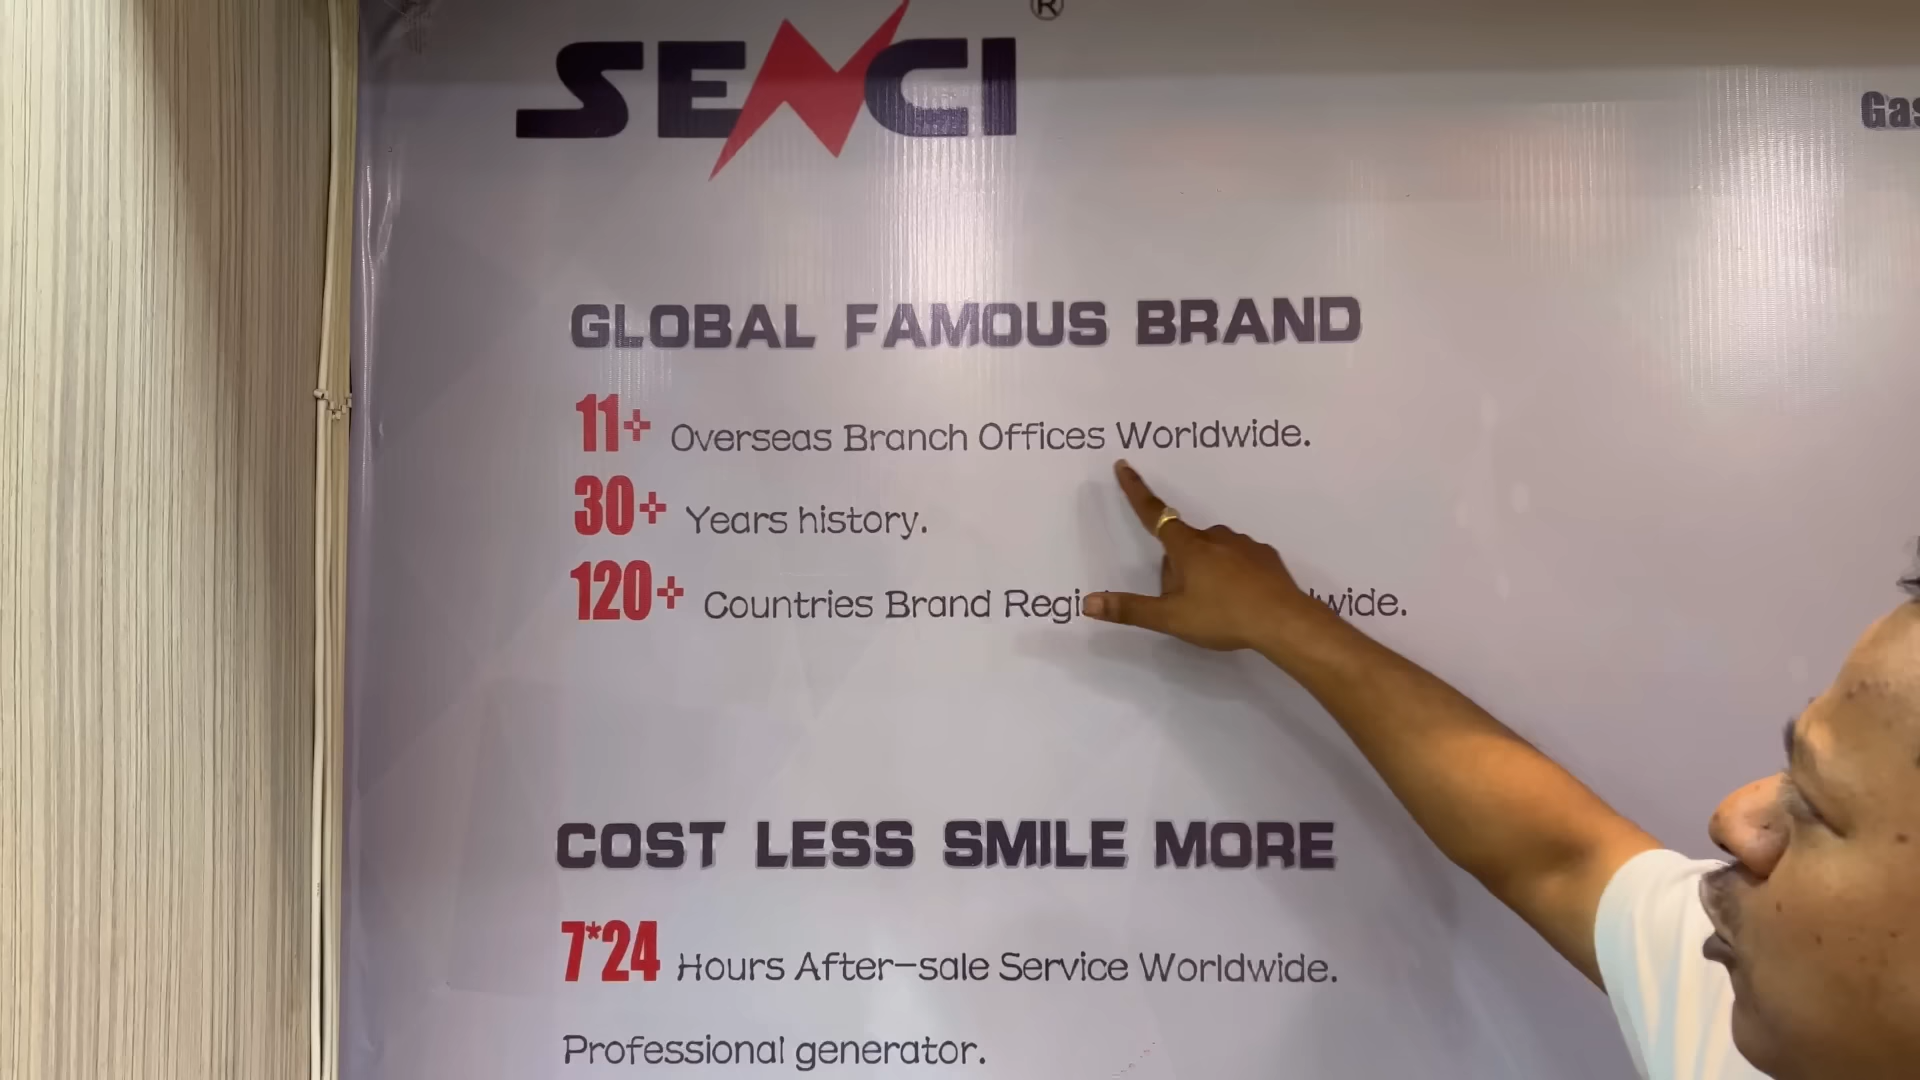 SENCI ®
Gas
GLOBAL FAMOUS BRAND
11+ Overseas Branch Offices Worldwide.
30+ Years history.
120+ Countries Brand
COST LESS SMILE MORE
7*24 Hours After-sale Service Worldwide.
Professional generator.